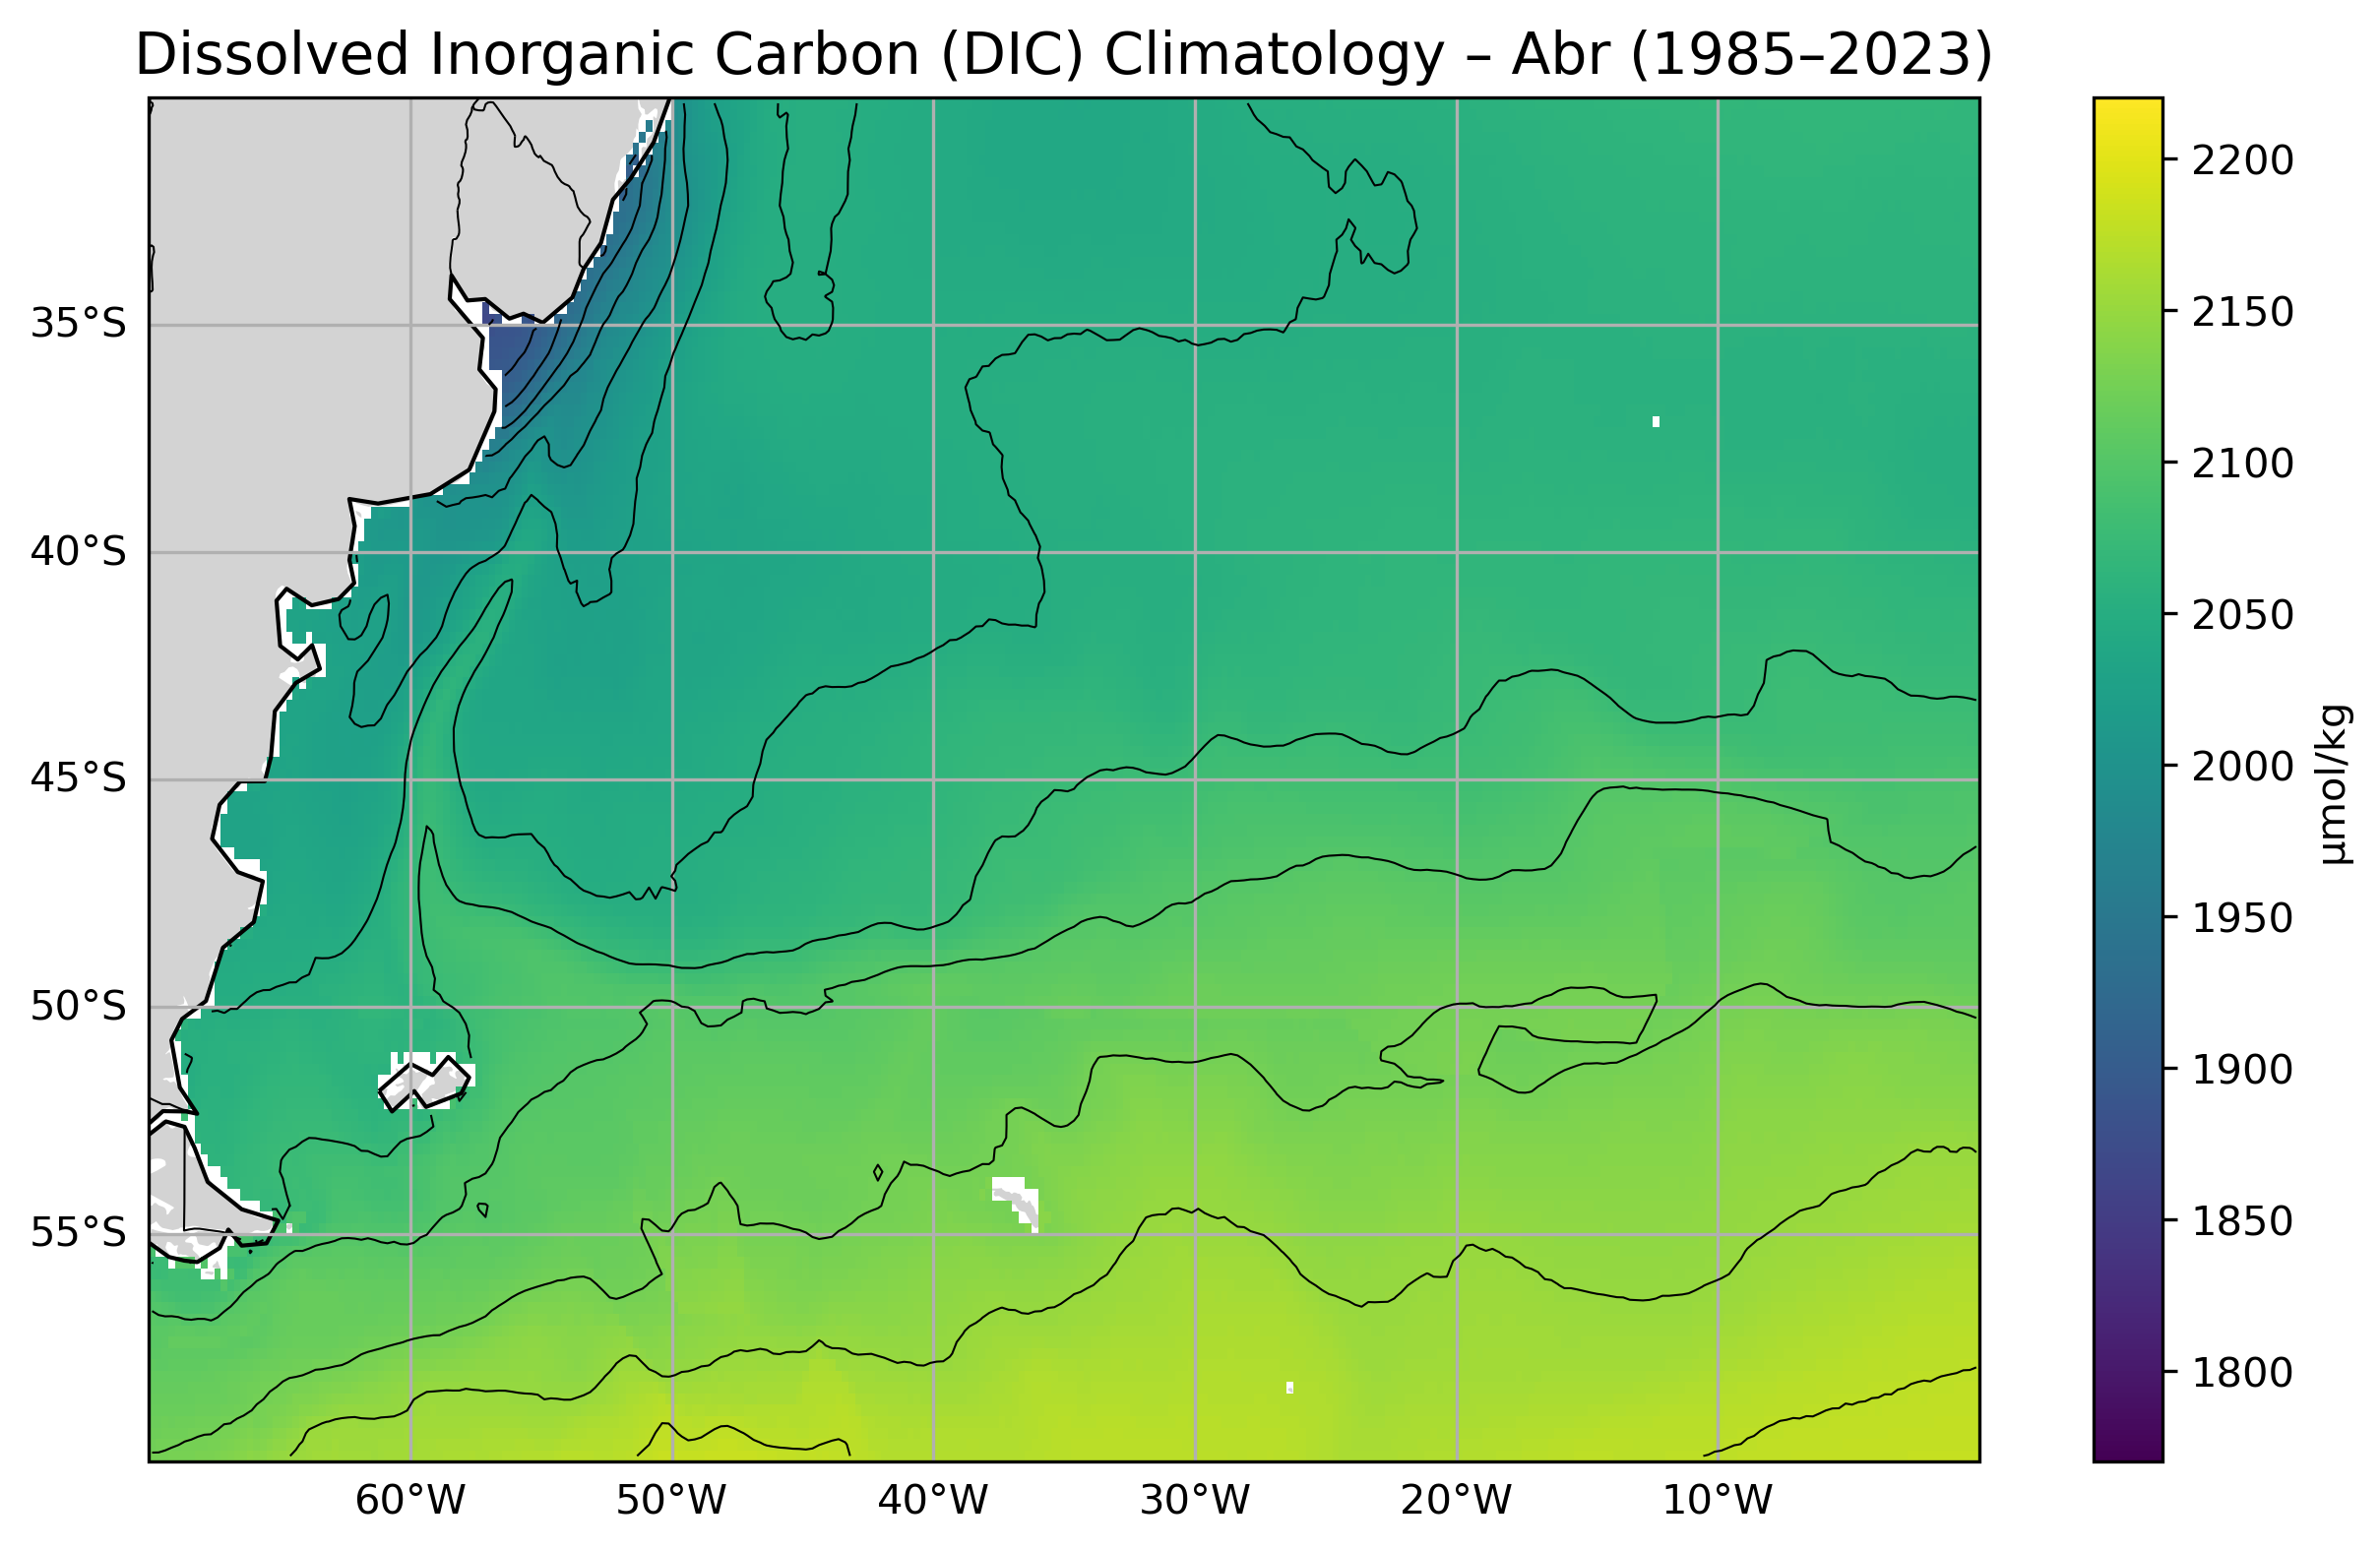 Dissolved Inorganic Carbon (DIC) Climatology – Abr (1985–2023)
35°S
40°S
45°S
50°S
55°S
60°W
50°W
40°W
30°W
20°W
10°W
2200
2150
2100
2050
2000
1950
1900
1850
1800
µmol/kg